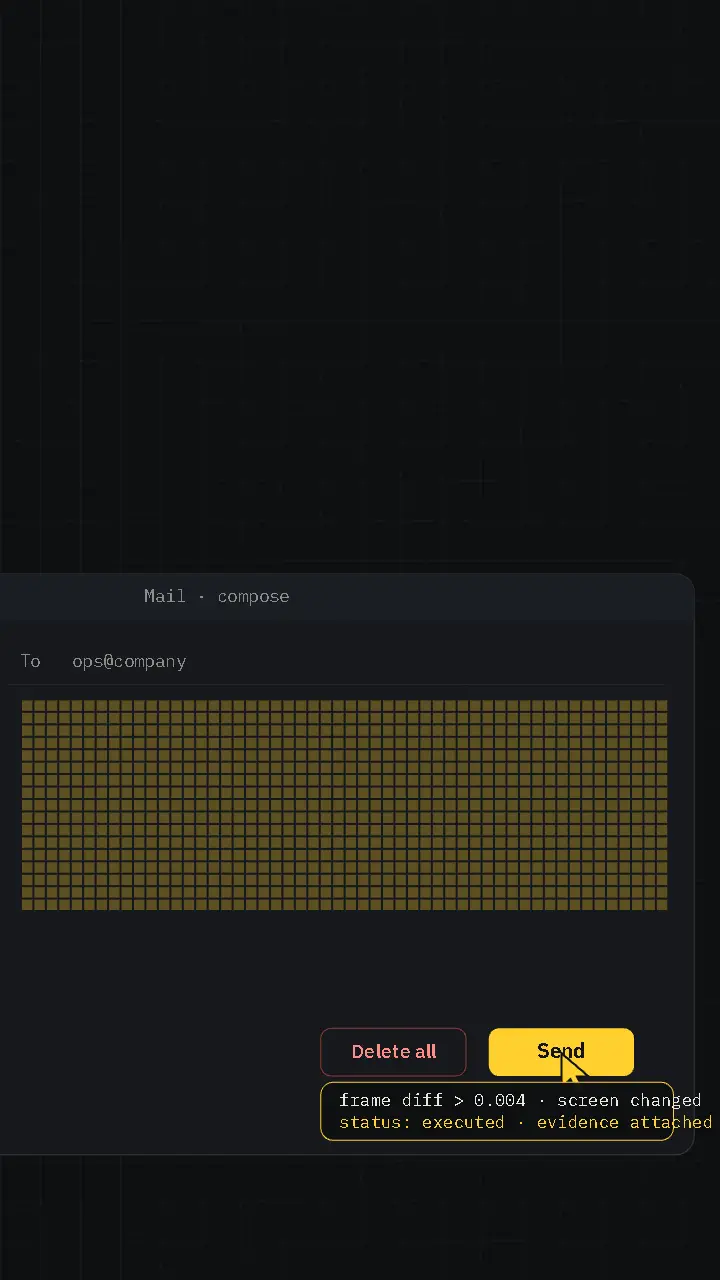 Mail · compose
To ops@company
Delete all
Send
frame diff > 0.004 · screen changed
status: executed · evidence attached